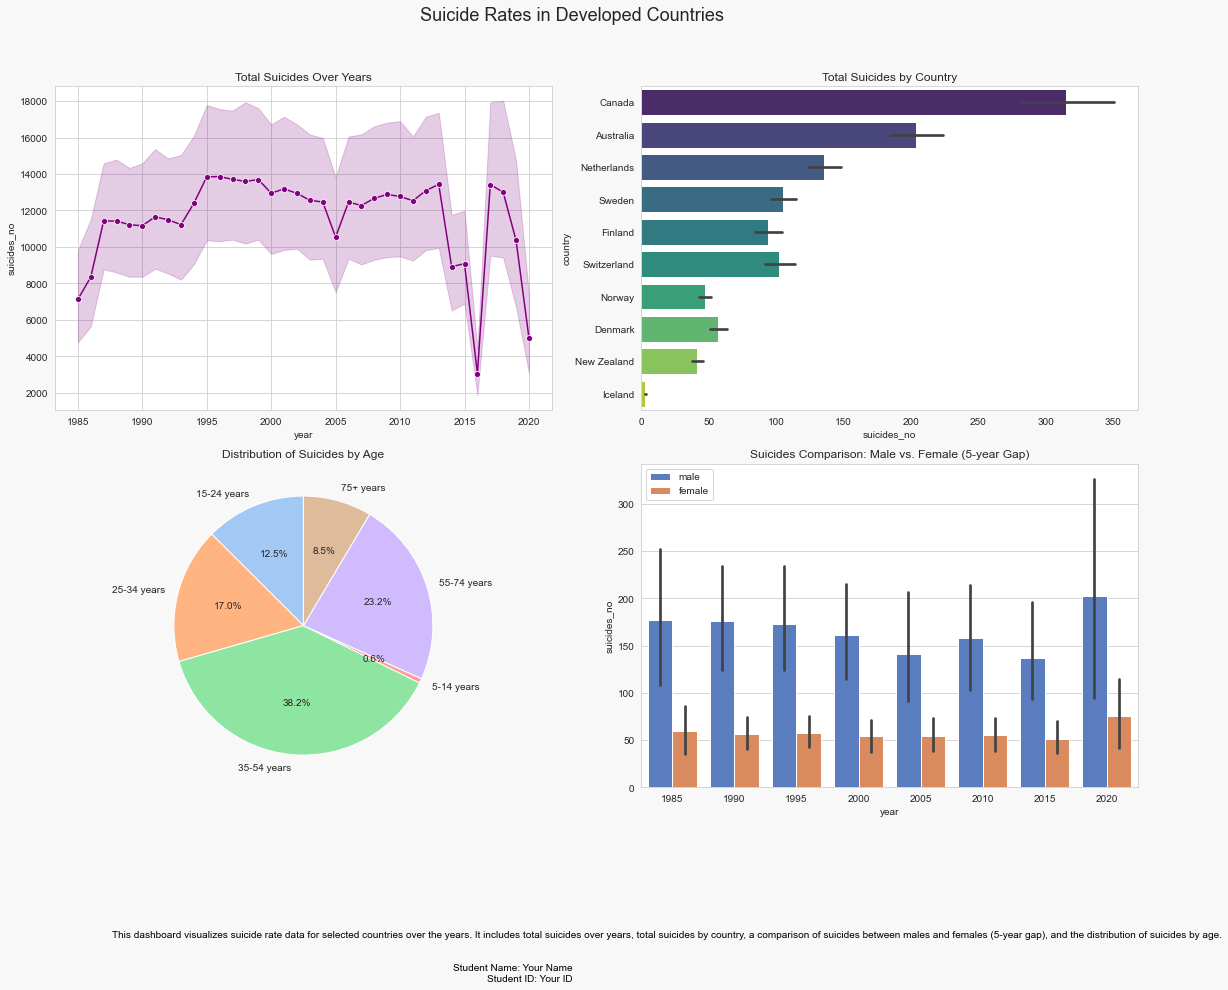 Suicide Rates in Developed Countries
Total Suicides Over Years
18000
16000
14000
12000
10000
8000
6000
4000
2000
suicides_no
1985
1990
1995
2000
2005
2010
2015
2020
year
Total Suicides by Country
Canada
Australia
Netherlands
Sweden
Finland
Switzerland
Norway
Denmark
New Zealand
Iceland
country
0
50
100
150
200
250
300
350
suicides_no
Distribution of Suicides by Age
75+ years
15-24 years
8.5%
12.5%
55-74 years
25-34 years
23.2%
17.0%
0.6%
5-14 years
38.2%
35-54 years
Suicides Comparison: Male vs. Female (5-year Gap)
male
female
300
250
200
150
100
50
0
suicides_no
1985
1990
1995
2000
2005
2010
2015
2020
year
This dashboard visualizes suicide rate data for selected countries over the years. It includes total suicides over years, total suicides by country, a comparison of suicides between males and females (5-year gap), and the distribution of suicides by age.
Student Name: Your Name
Student ID: Your ID